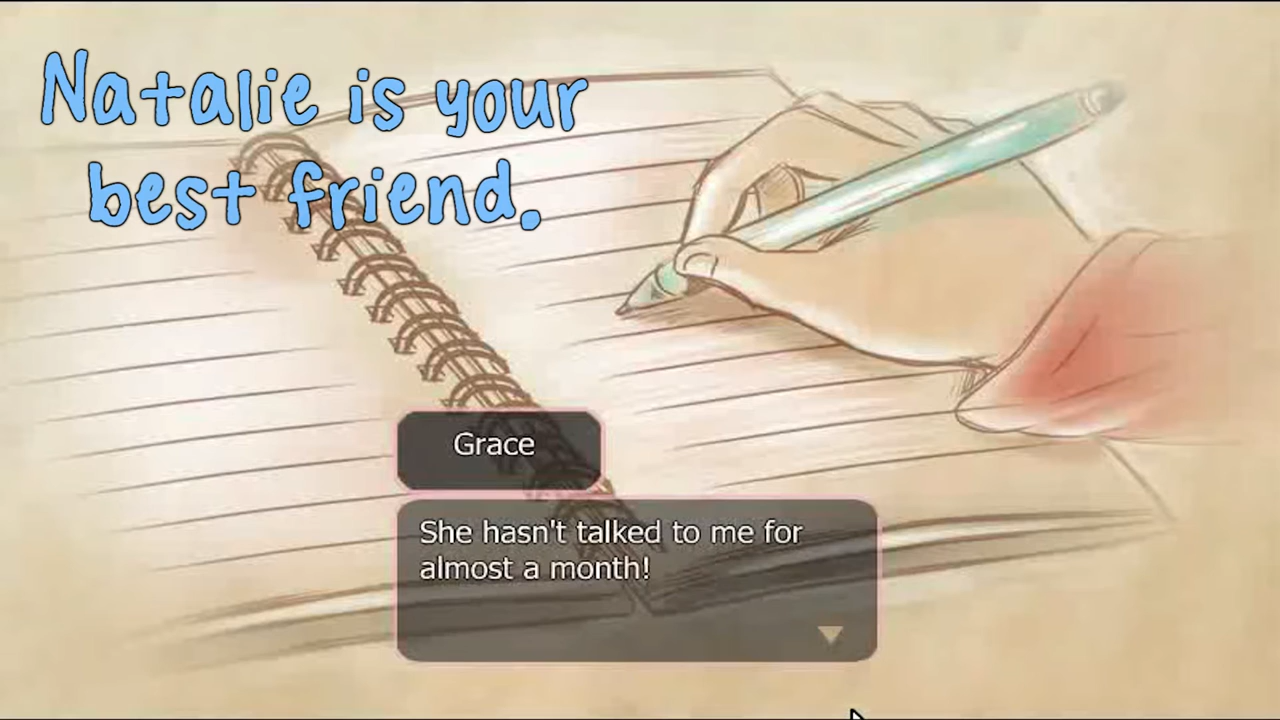 Natalie is your
best friend.
Grace
She hasn't talked to me for
almost a month!